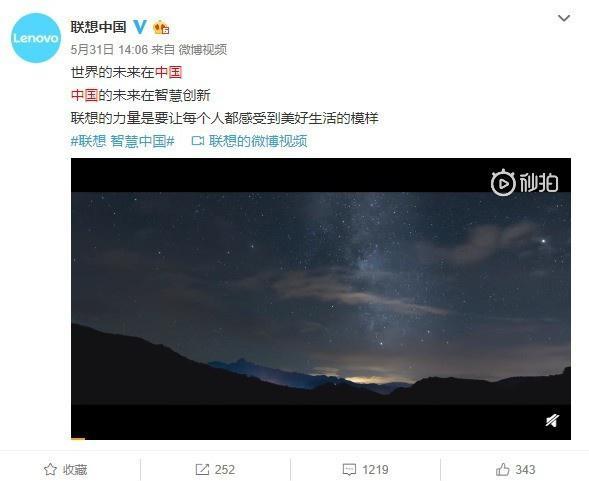 Lenovo
联想中国
5月31日 14:06 来自 微博视频
世界的未来在中国
中国的未来在智慧创新
联想的力量是要让每个人都感受到美好生活的模样
#联想 智慧中国# 联想的微博视频
秒拍
收藏 252 1219 343